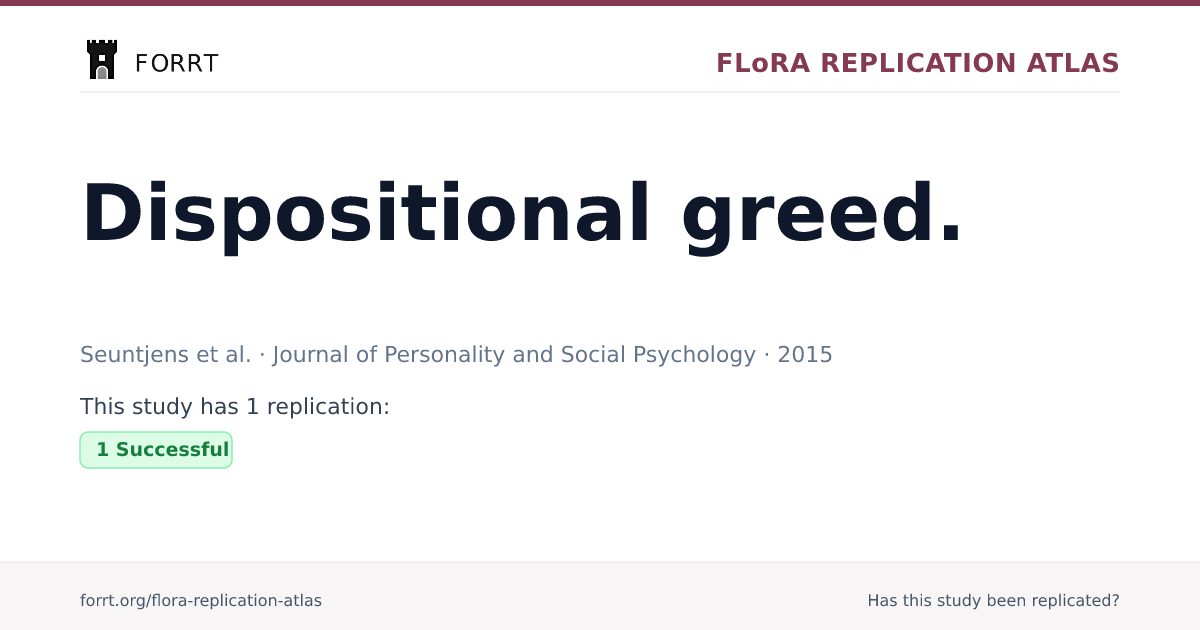 FORRT
FLoRA REPLICATION ATLAS
Dispositional greed.
Seuntjens et al. · Journal of Personality and Social Psychology · 2015
This study has 1 replication:
1 Successful
forrt.org/flora-replication-atlas
Has this study been replicated?